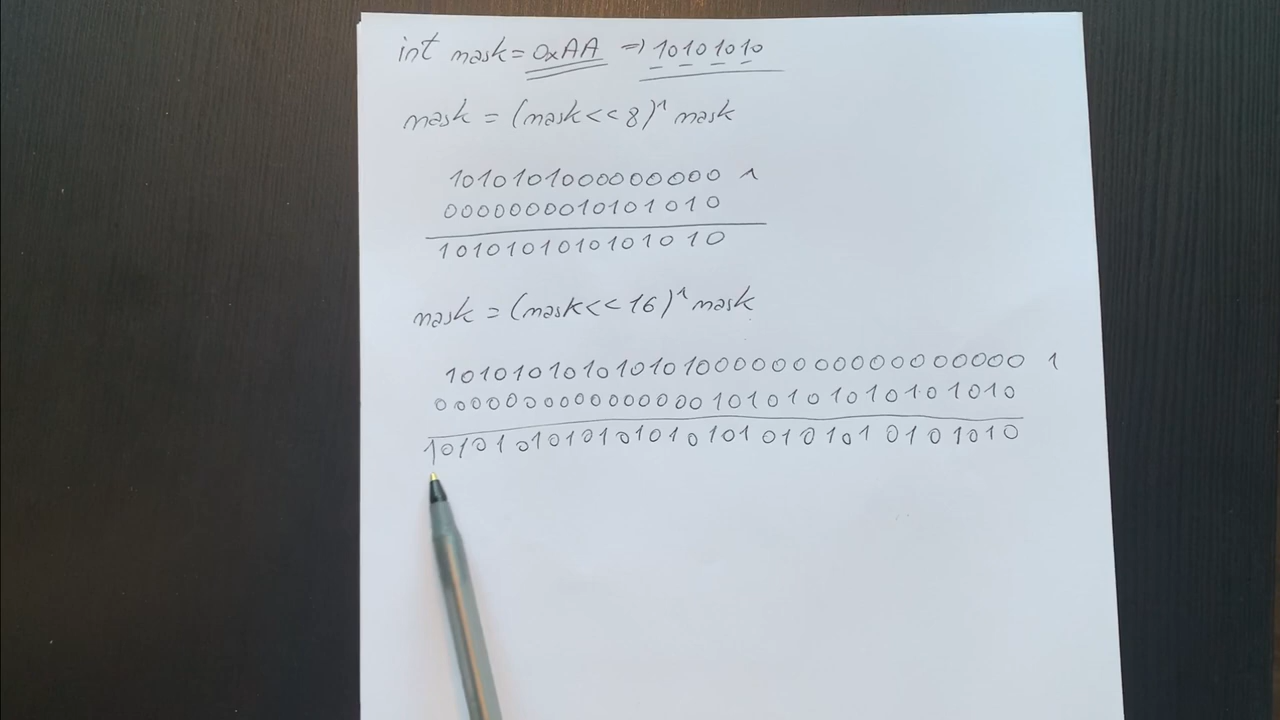 int mask = 0xAA => 10101010
mask = (mask<<8)^ mask
1010101000000000 ^
0000000010101010
1010101010101010
mask = (mask<<16)^ mask
10101010101010100000000000000000 ^
00000000000000001010101010101010
10101010101010101010101010101010